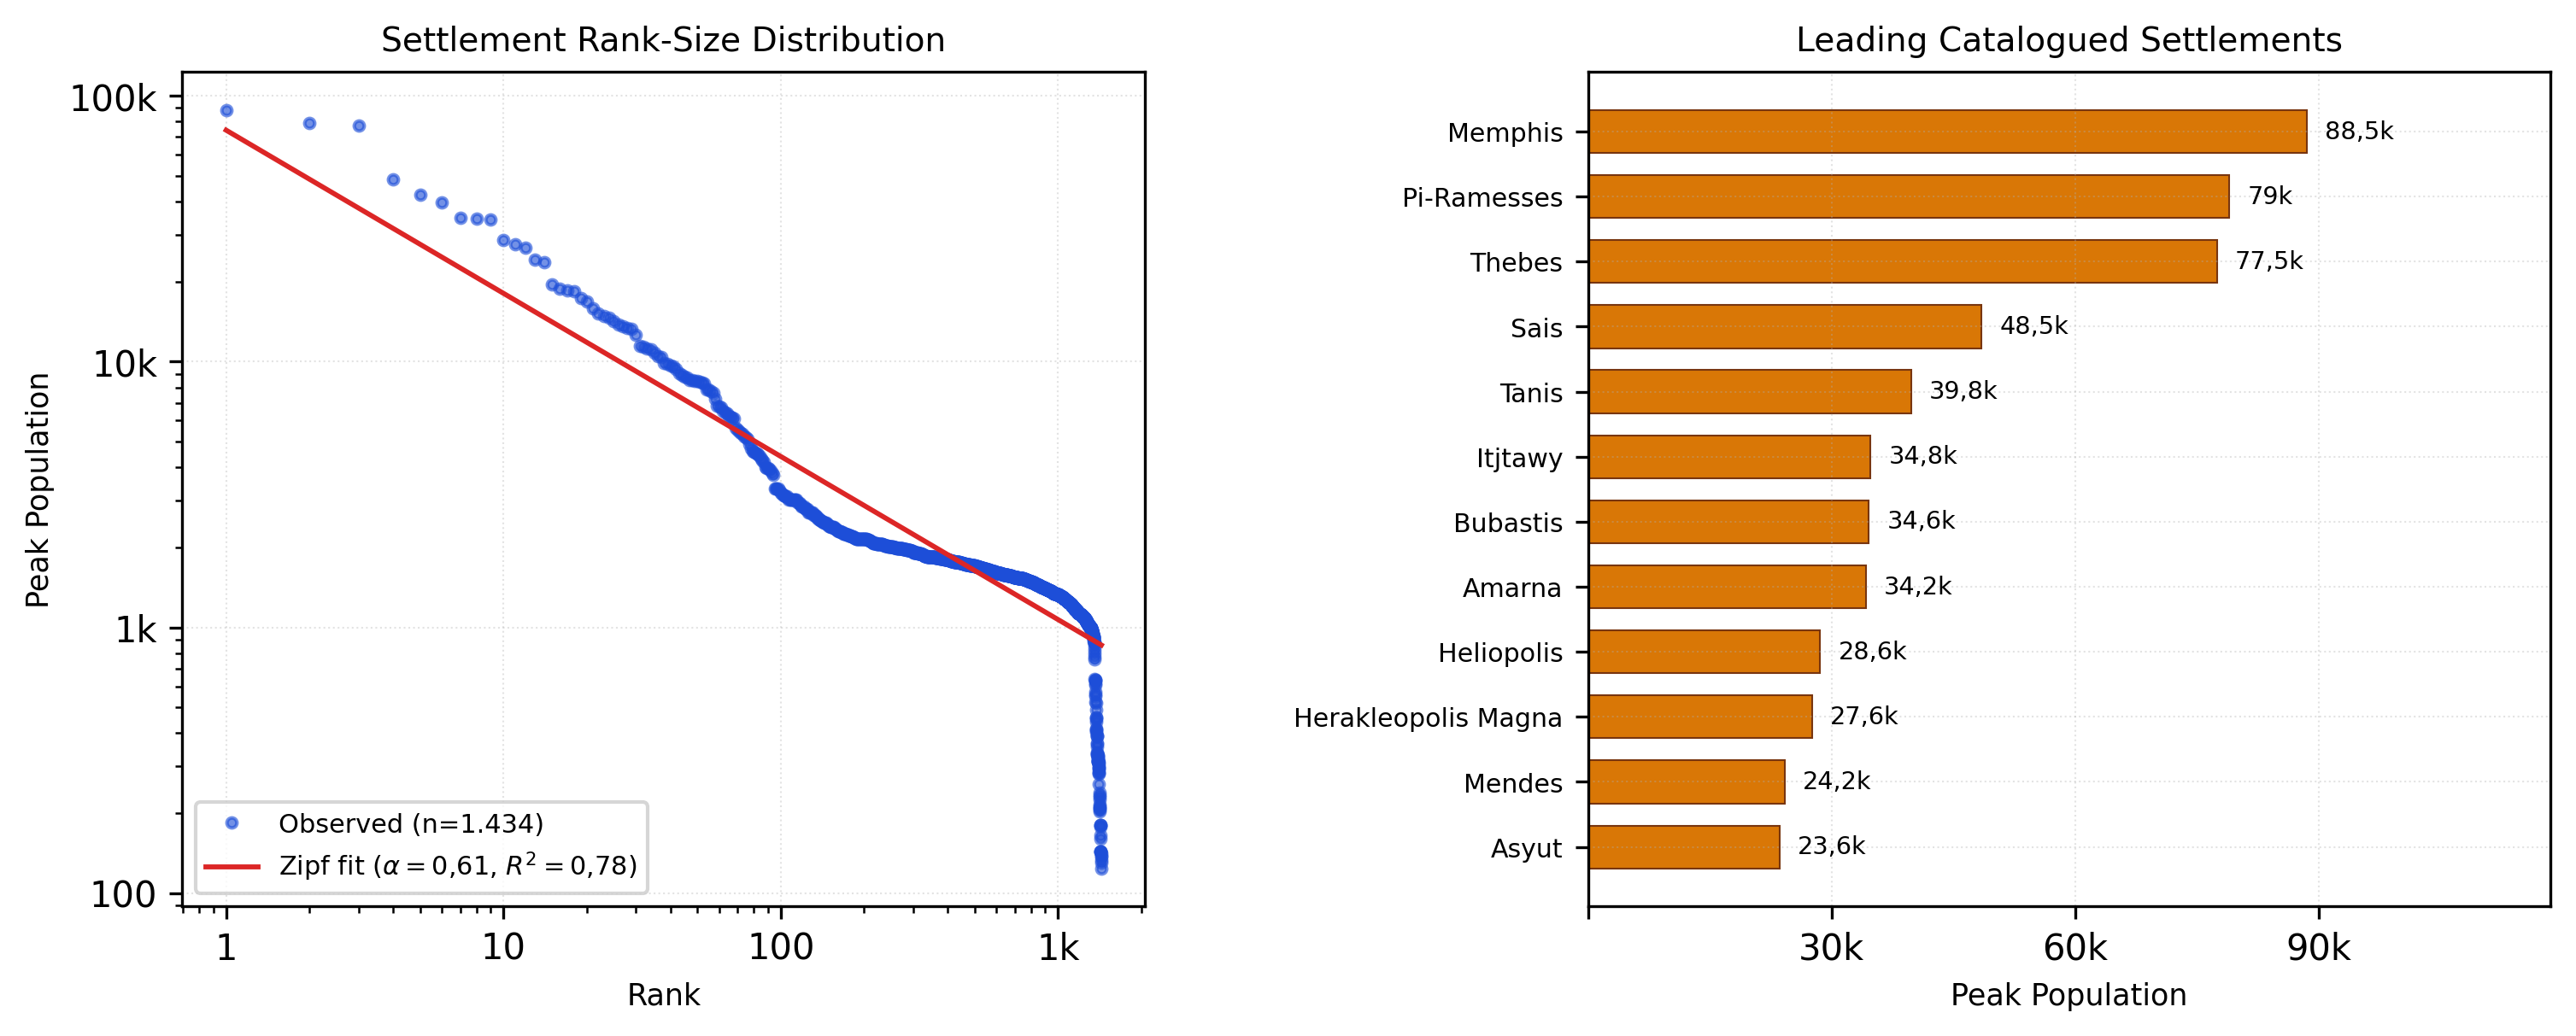 Settlement Rank-Size Distribution
100k
10k
1k
100
Peak Population
Observed (n=1.434)
Zipf fit (α = 0,61, R² = 0,78)
1
10
100
1k
Rank
Leading Catalogued Settlements
Memphis
88,5k
Pi-Ramesses
79k
Thebes
77,5k
Sais
48,5k
Tanis
39,8k
Itjtawy
34,8k
Bubastis
34,6k
Amarna
34,2k
Heliopolis
28,6k
Herakleopolis Magna
27,6k
Mendes
24,2k
Asyut
23,6k
30k
60k
90k
Peak Population